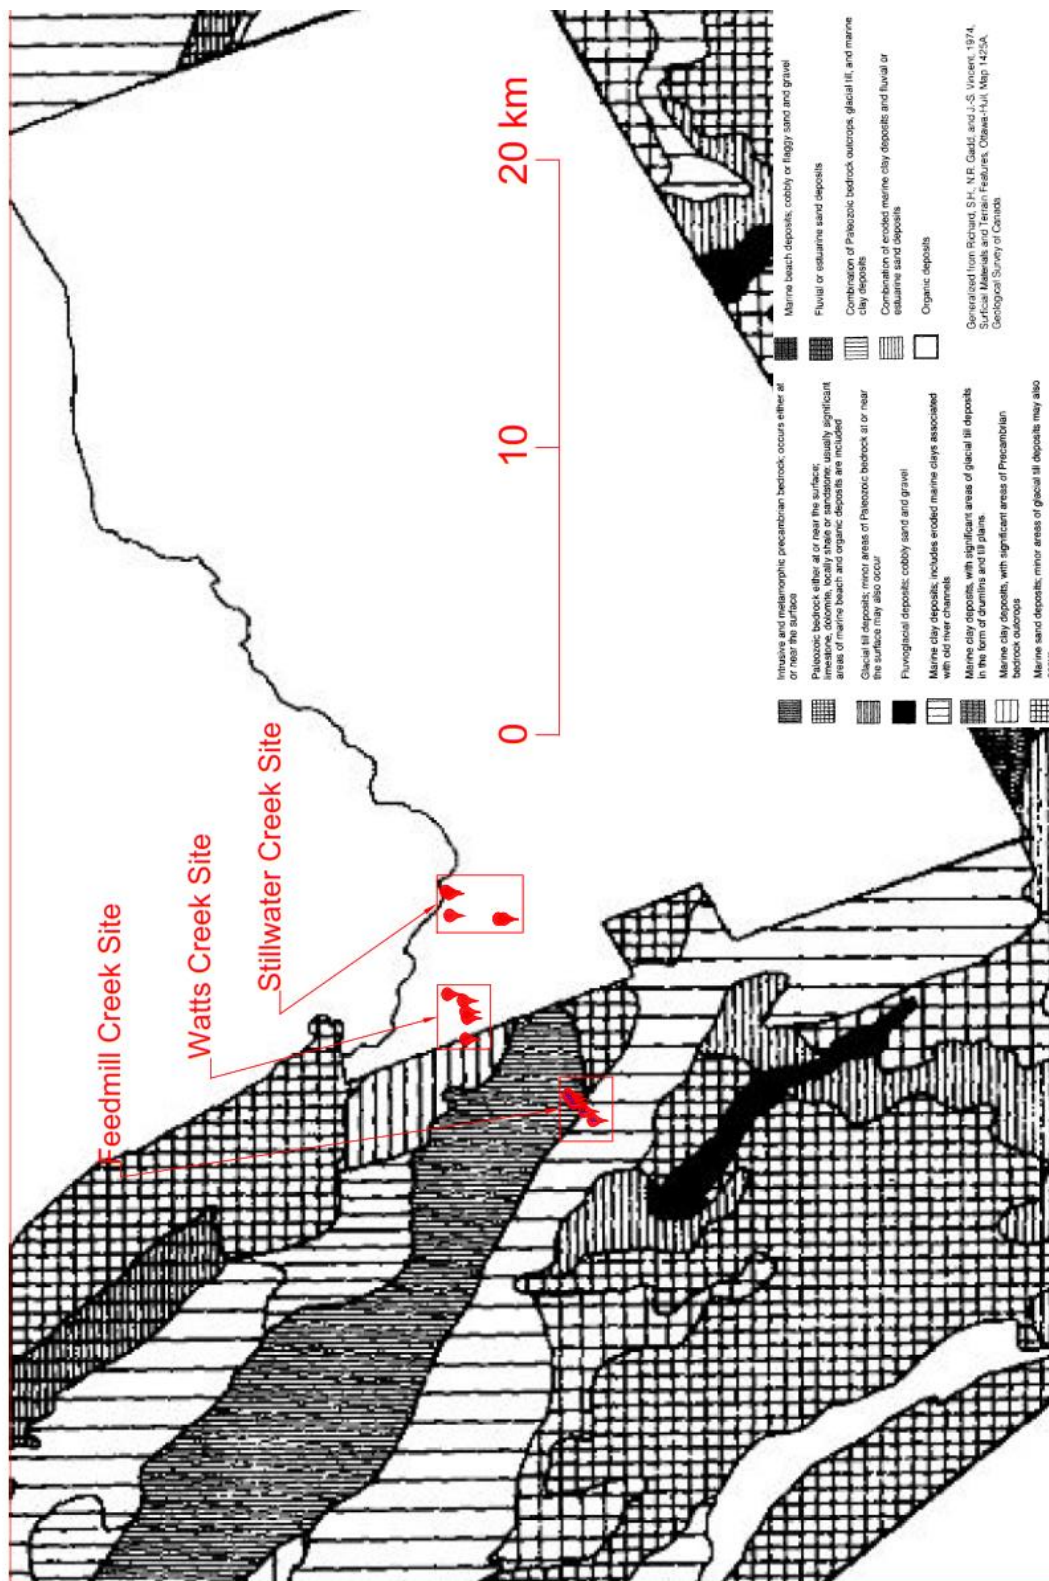 Feedmill Creek Site
Watts Creek Site
Stillwater Creek Site
0
10
20 km
Intrusive and metamorphic precambrian bedrock, occurs either at
or near the surface
Paleozoic bedrock either at or near the surface;
limestone, dolomite, locally shale or sandstone; usually significant
areas of marine beach and organic deposits are included
Glacial till deposits; minor areas of Paleozoic bedrock at or near
the surface may also occur
Fluvioglacial deposits; cobbly sand and gravel
Marine clay deposits; includes eroded marine clays associated
with old river channels
Marine clay deposits, with significant areas of glacial till deposits
in the form of drumlins and till plains.
Marine clay deposits, with significant areas of Precambrian
bedrock outcrops
Marine sand deposits; minor areas of glacial till deposits may also
Marine beach deposits; cobbly or flaggy sand and gravel
Fluvial or estuarine sand deposits
Combination of Paleozoic bedrock outcrops, glacial till, and marine
clay deposits
Combination of eroded marine clay deposits and fluvial or
estuarine sand deposits
Organic deposits
Generalized from Richard, S.H., N.R. Gadd, and J.-S. Vincent, 1974,
Surficial Materials and Terrain Features, Ottawa-Hull, Map 1425A,
Geological Survey of Canada